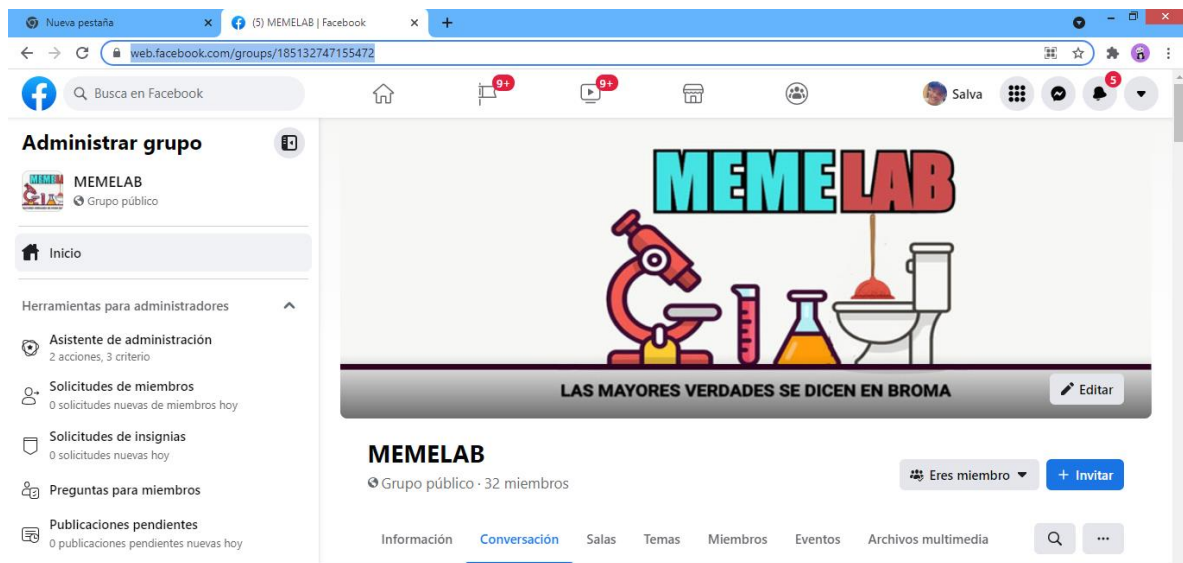 Nueva pestaña
(5) MEMELAB | Facebook
web.facebook.com/groups/185132747155472
Busca en Facebook
9+
9+
Salva
5
Administrar grupo
MEMELAB
Grupo público
Inicio
Herramientas para administradores
Asistente de administración
2 acciones, 3 criterio
Solicitudes de miembros
0 solicitudes nuevas de miembros hoy
Solicitudes de insignias
0 solicitudes nuevas hoy
Preguntas para miembros
Publicaciones pendientes
0 publicaciones pendientes nuevas hoy
MEMELAB
LAS MAYORES VERDADES SE DICEN EN BROMA
Editar
MEMELAB
Grupo público · 32 miembros
Eres miembro
+ Invitar
Información Conversación Salas Temas Miembros Eventos Archivos multimedia